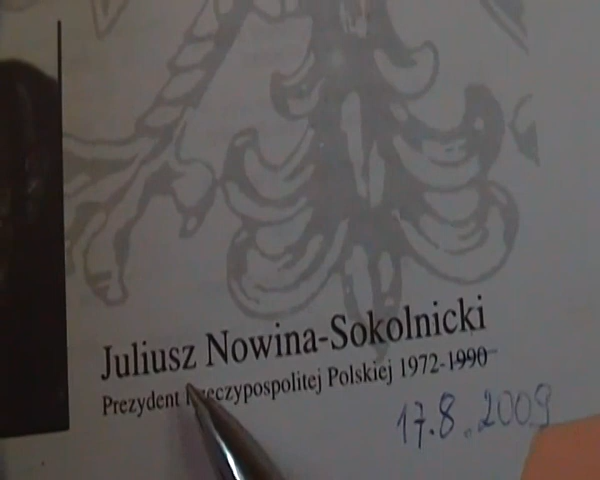 Juliusz Nowina-Sokolnicki
Prezydent Rzeczypospolitej Polskiej 1972-1990
17.8.2009